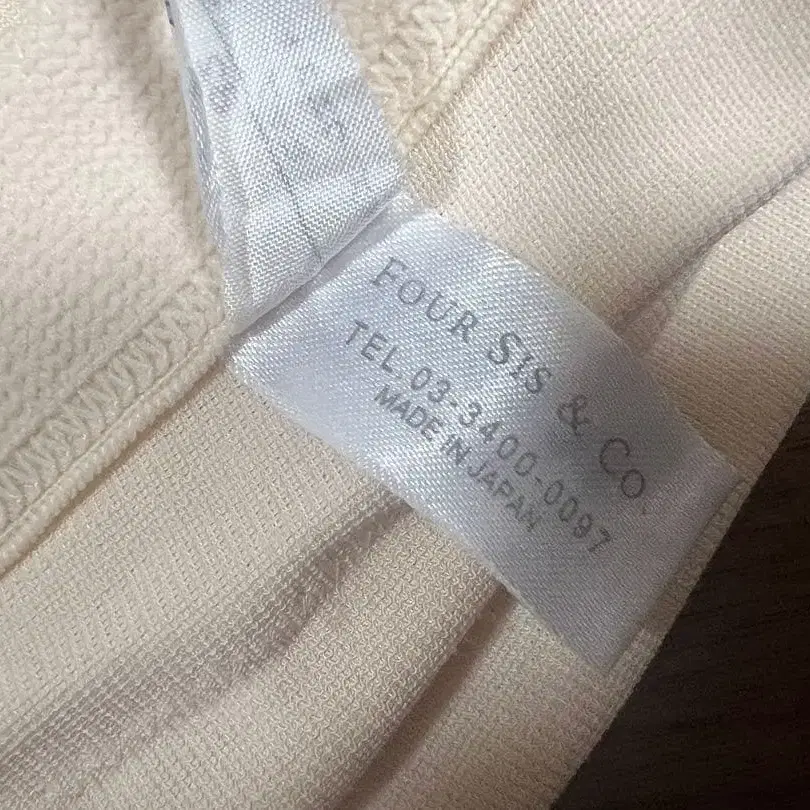 FOUR SIS & CO.
TEL.03-3400-0097
MADE IN JAPAN